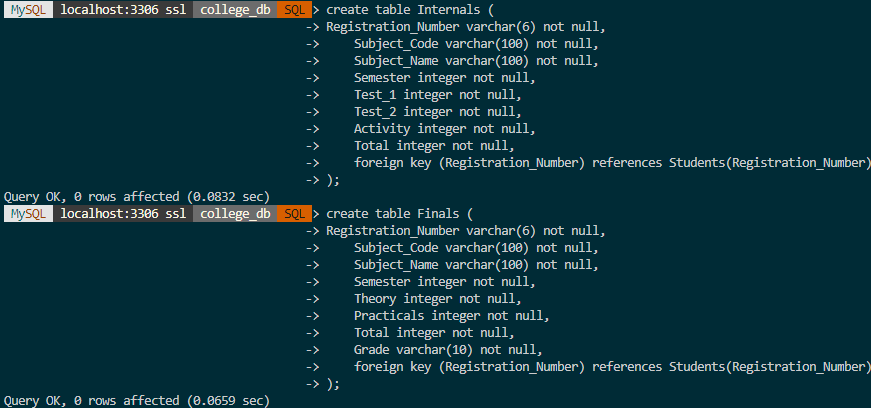 MySQL localhost:3306 ssl college_db SQL > create table Internals (
-> Registration_Number varchar(6) not null,
->     Subject_Code varchar(100) not null,
->     Subject_Name varchar(100) not null,
->     Semester integer not null,
->     Test_1 integer not null,
->     Test_2 integer not null,
->     Activity integer not null,
->     Total integer not null,
->     foreign key (Registration_Number) references Students(Registration_Number)
-> );
Query OK, 0 rows affected (0.0832 sec)
MySQL localhost:3306 ssl college_db SQL > create table Finals (
-> Registration_Number varchar(6) not null,
->     Subject_Code varchar(100) not null,
->     Subject_Name varchar(100) not null,
->     Semester integer not null,
->     Theory integer not null,
->     Practicals integer not null,
->     Total integer not null,
->     Grade varchar(10) not null,
->     foreign key (Registration_Number) references Students(Registration_Number)
-> );
Query OK, 0 rows affected (0.0659 sec)